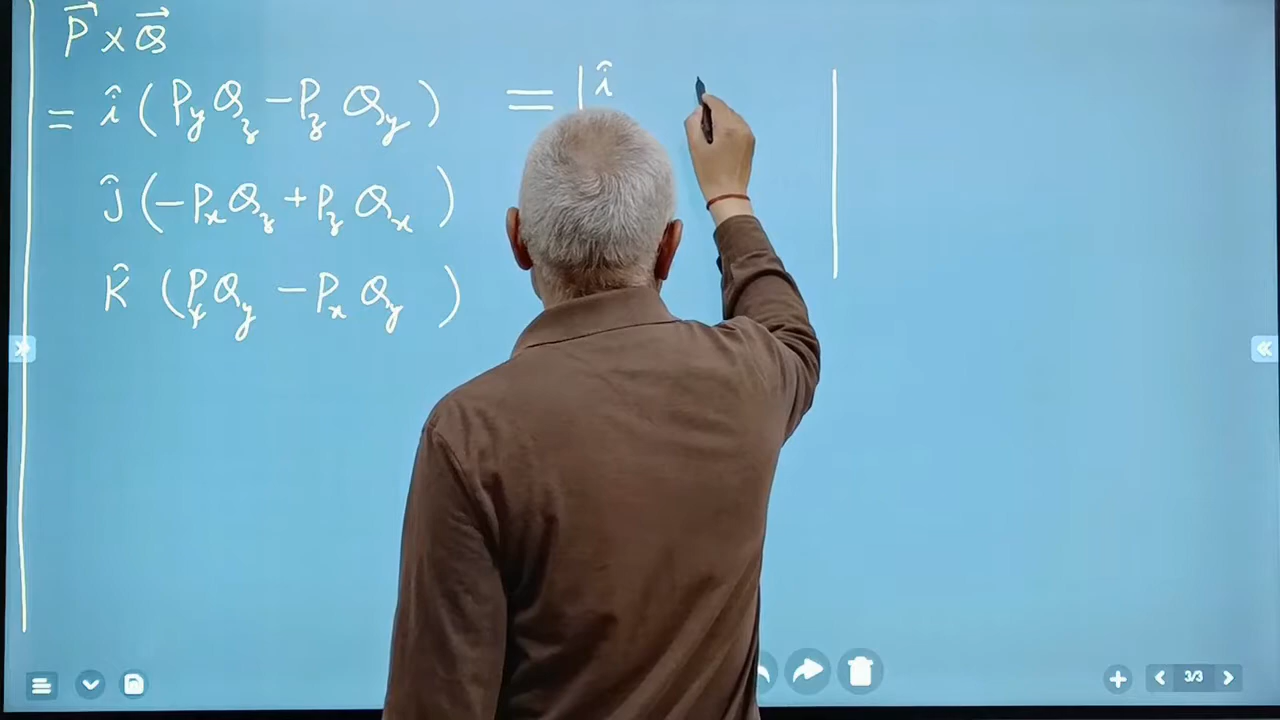 P⃗ × Q⃗
= î (P_y Q_z − P_z Q_y) = | î |
ĵ (−P_x Q_z + P_z Q_x)
k̂ (P_x Q_y − P_x Q_y)
3/3